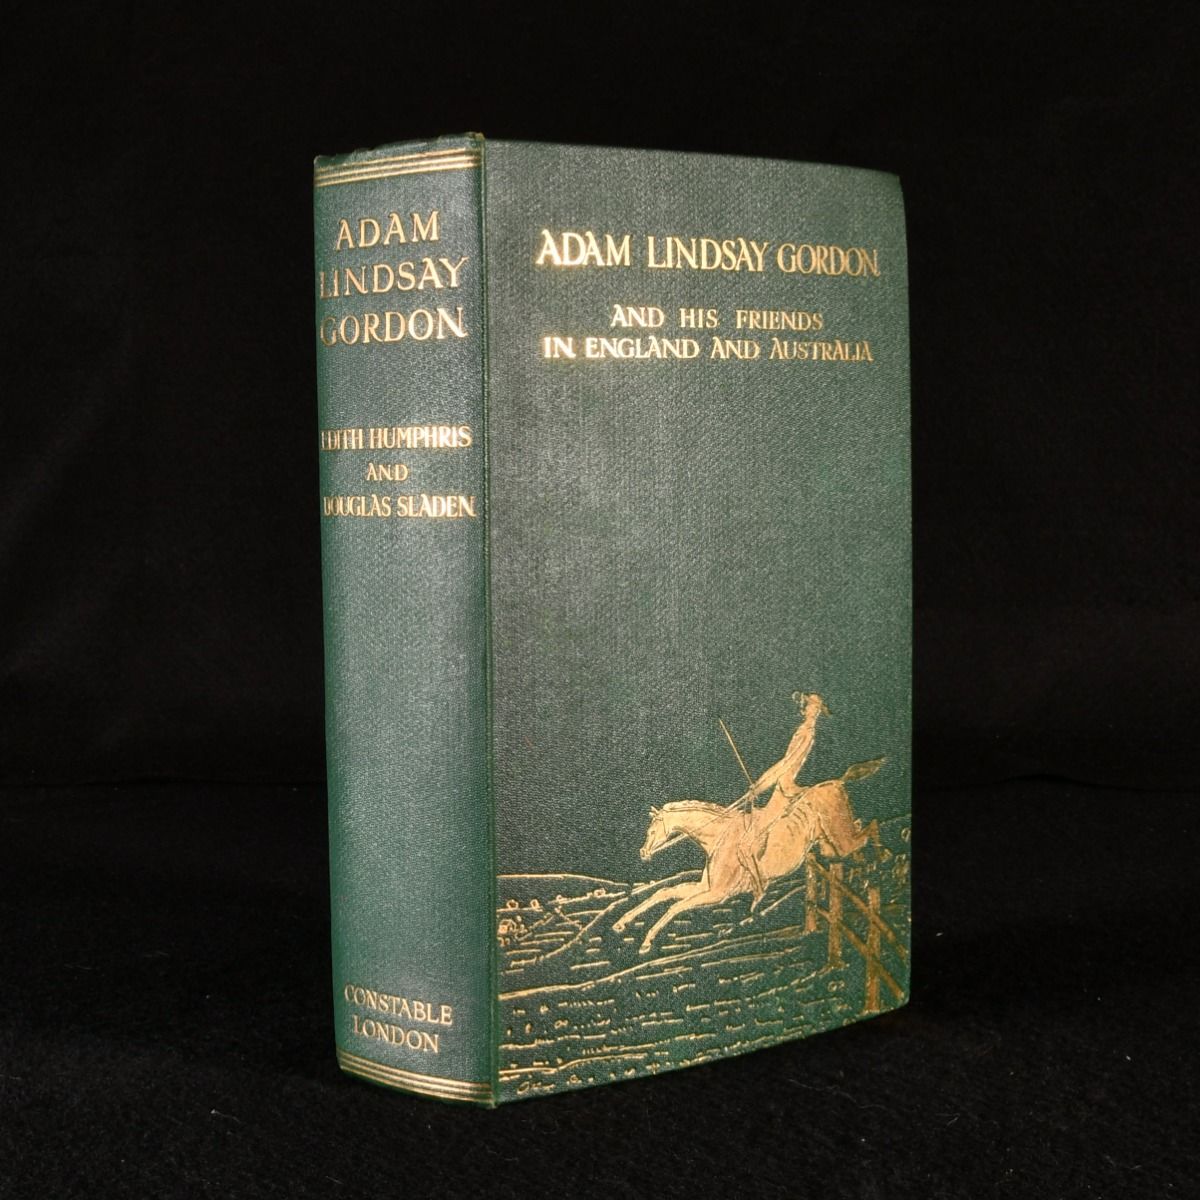 ADAM
LINDSAY
GORDON
EDITH HUMPHRIS
AND
DOUGLAS SLADEN
CONSTABLE
LONDON
ADAM LINDSAY GORDON
AND HIS FRIENDS
IN ENGLAND AND AUSTRALIA